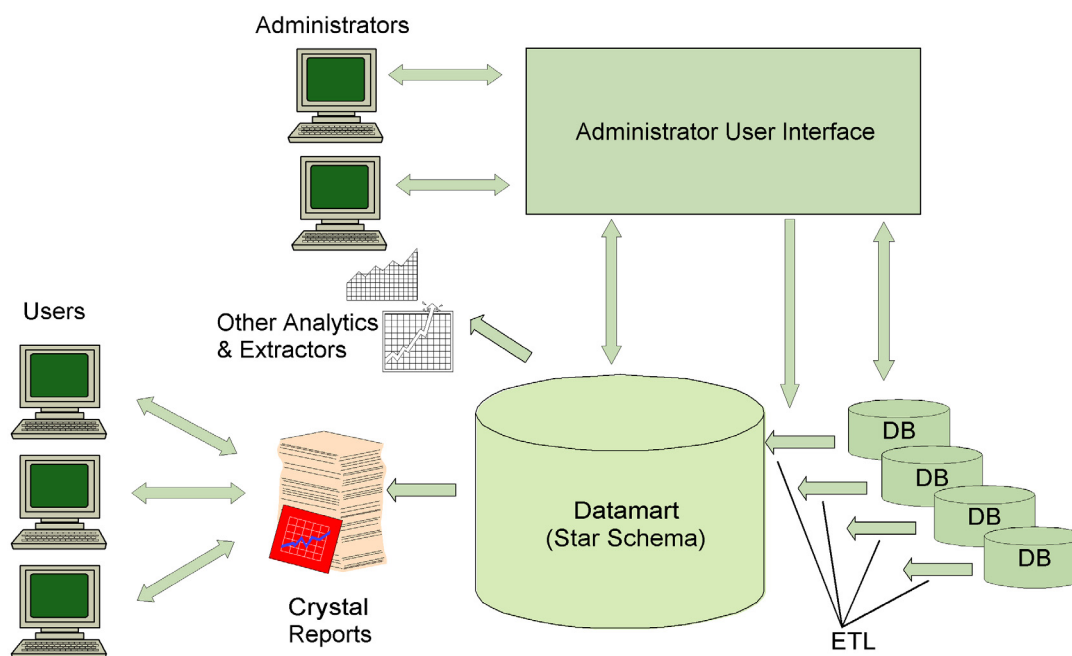 Administrators
Administrator User Interface
Users
Other Analytics
& Extractors
Datamart
(Star Schema)
DB
DB
DB
DB
Crystal
Reports
ETL